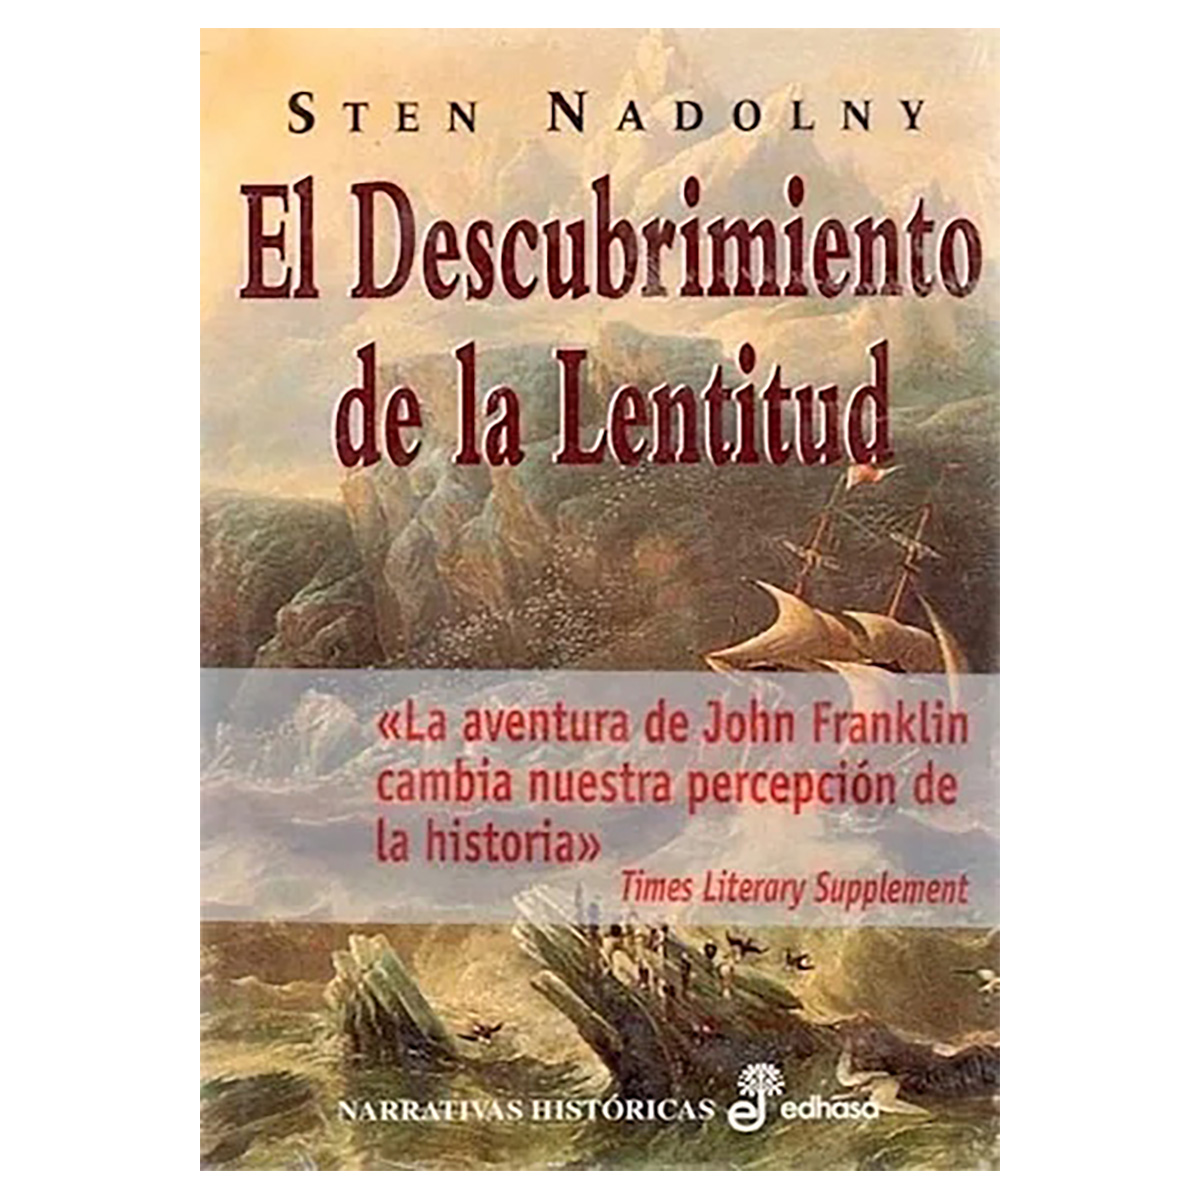 STEN NADOLNY
El Descubrimiento
de la Lentitud
«La aventura de John Franklin
cambia nuestra percepción de
la historia»
Times Literary Supplement
NARRATIVAS HISTÓRICAS edhasa